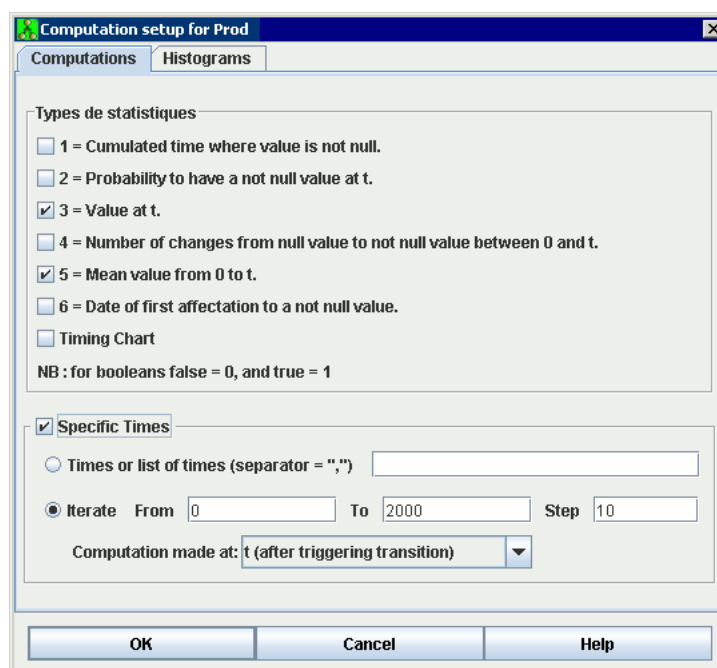 Computation setup for Prod
Computations Histograms
Types de statistiques
1 = Cumulated time where value is not null.
2 = Probability to have a not null value at t.
3 = Value at t.
4 = Number of changes from null value to not null value between 0 and t.
5 = Mean value from 0 to t.
6 = Date of first affectation to a not null value.
Timing Chart
NB : for booleans false = 0, and true = 1
Specific Times
Times or list of times (separator = ",")
Iterate From 0 To 2000 Step 10
Computation made at: t (after triggering transition)
OK Cancel Help